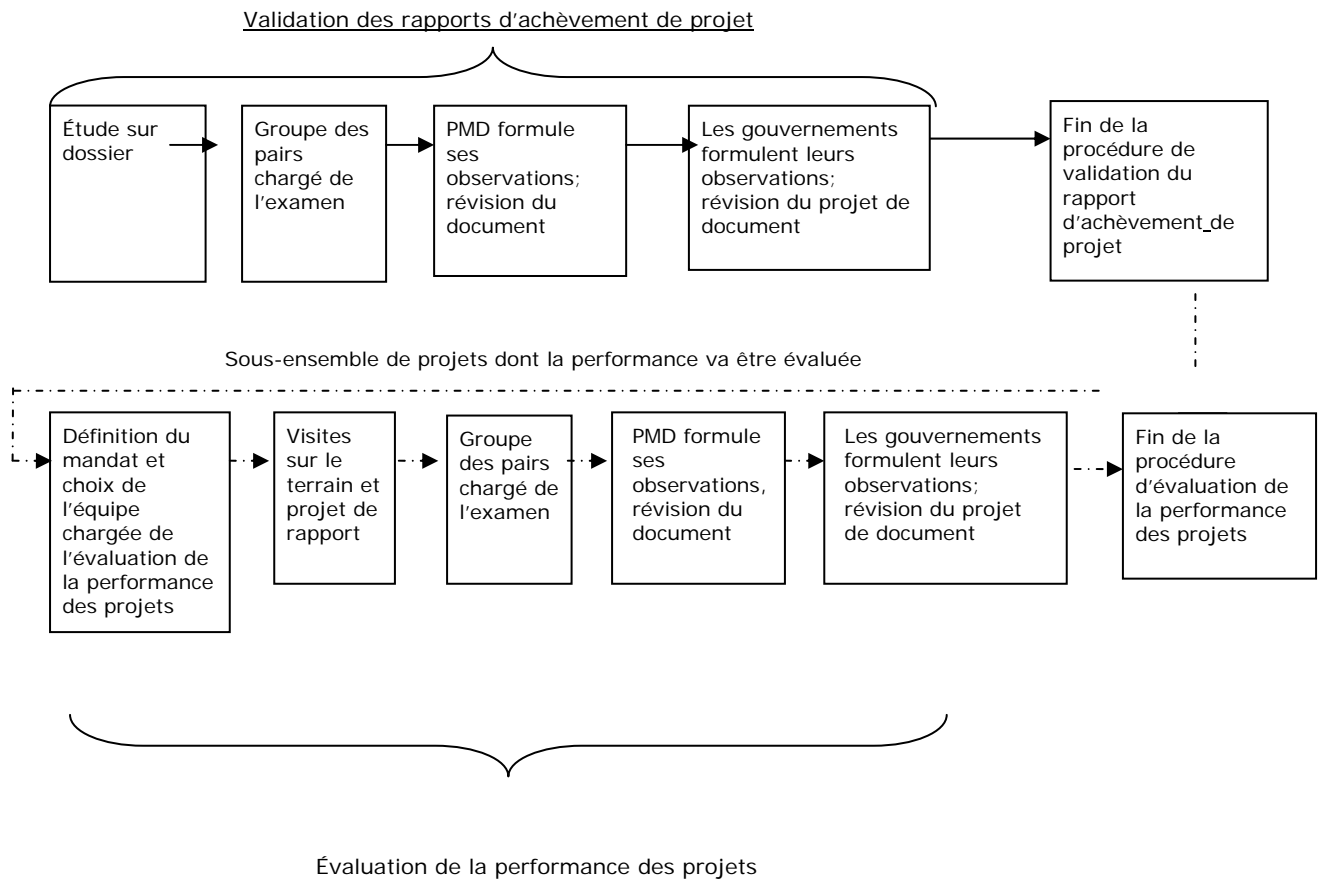 Validation des rapports d'achèvement de projet
Étude sur
dossier
Groupe des
pairs
chargé de
l'examen
PMD formule
ses
observations;
révision du
document
Les gouvernements
formulent leurs
observations;
révision du projet de
document
Fin de la
procédure de
validation du
rapport
d'achèvement_de
projet
Sous-ensemble de projets dont la performance va être évaluée
Définition du
mandat et
choix de
l'équipe
chargée de
l'évaluation de
la performance
des projets
Visites
sur le
terrain et
projet de
rapport
Groupe
des pairs
chargé de
l'examen
PMD formule
ses
observations,
révision du
document
Les gouvernements
formulent leurs
observations;
révision du projet
de document
Fin de la
procédure
d'évaluation de
la performance
des projets
Évaluation de la performance des projets